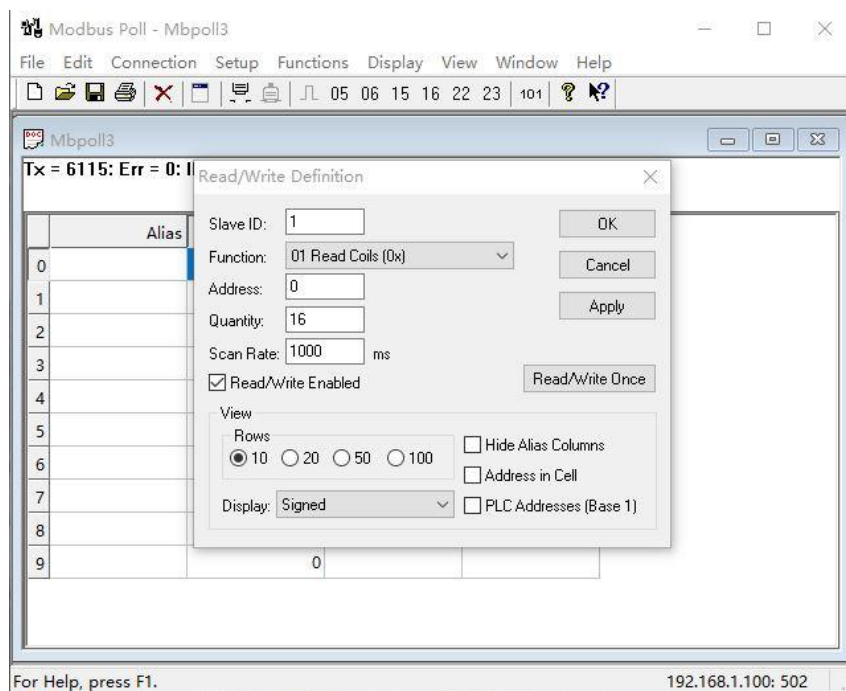 Modbus Poll - Mbpoll3
File Edit Connection Setup Functions Display View Window Help
05 06 15 16 22 23 101
Mbpoll3
Tx = 6115: Err = 0:
Read/Write Definition
Slave ID: 1
OK
Function: 01 Read Coils (0x)
Cancel
Address: 0
Apply
Quantity: 16
Scan Rate: 1000 ms
Read/Write Enabled
Read/Write Once
View
Rows
10 20 50 100
Hide Alias Columns
Address in Cell
Display: Signed
PLC Addresses (Base 1)
Alias
0
1
2
3
4
5
6
7
8
9 0
For Help, press F1.
192.168.1.100: 502